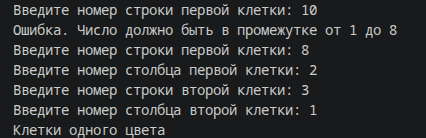 Введите номер строки первой клетки: 10
Ошибка. Число должно быть в промежутке от 1 до 8
Введите номер строки первой клетки: 8
Введите номер столбца первой клетки: 2
Введите номер строки второй клетки: 3
Введите номер столбца второй клетки: 1
Клетки одного цвета